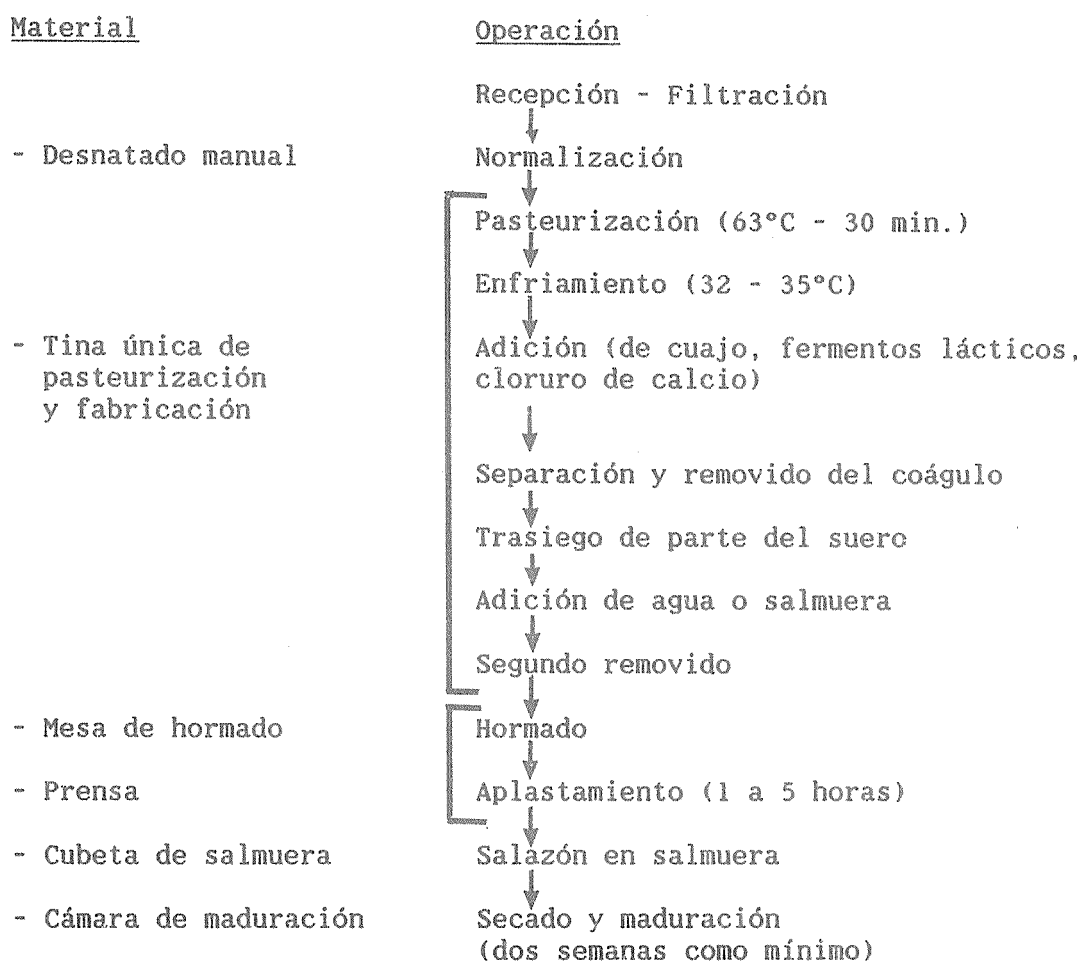 Material Operación
Recepción - Filtración
- Desnatado manual Normalización
Pasteurización (63°C - 30 min.)
Enfriamiento (32 - 35°C)
- Tina única de Adición (de cuajo, fermentos lácticos,
pasteurización cloruro de calcio)
y fabricación
Separación y removido del coágulo
Trasiego de parte del suero
Adición de agua o salmuera
Segundo removido
- Mesa de hormado Hormado
- Prensa Aplastamiento (1 a 5 horas)
- Cubeta de salmuera Salazón en salmuera
- Cámara de maduración Secado y maduración
(dos semanas como mínimo)